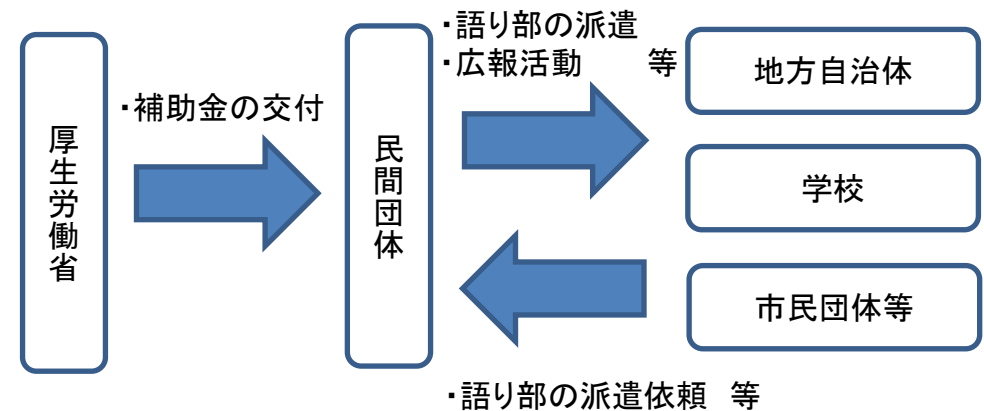 厚生労働省
・補助金の交付
民間団体
・語り部の派遣
・広報活動　　等
地方自治体
学校
市民団体等
・語り部の派遣依頼　等